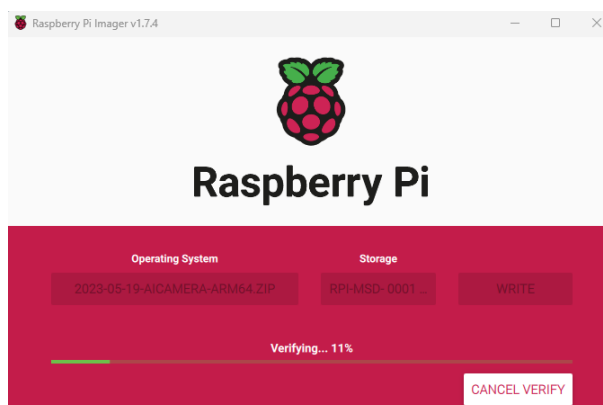 Raspberry Pi Imager v1.7.4
Raspberry Pi
Operating System
Storage
2023-05-19-AICAMERA-ARM64.ZIP
RPI-MSD- 0001 ...
WRITE
Verifying... 11%
CANCEL VERIFY